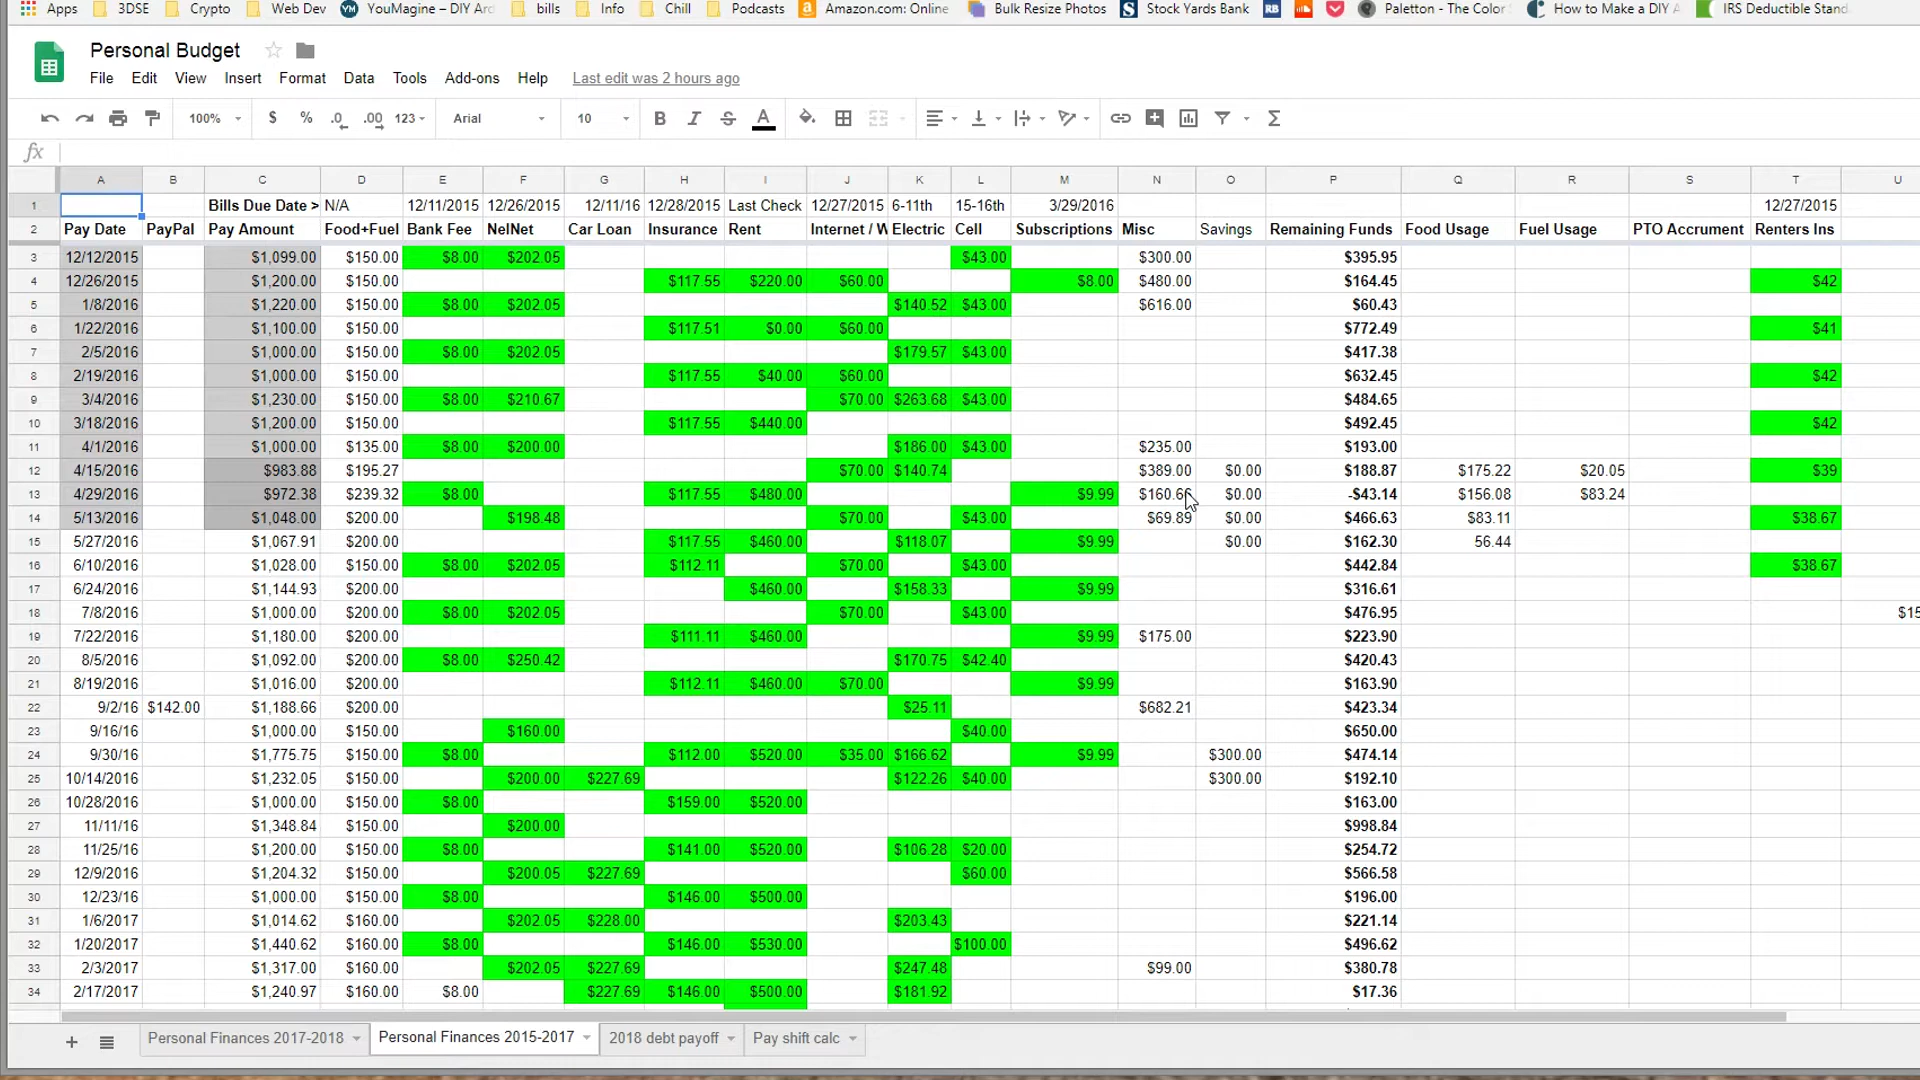 Apps 3DSE Crypto Web Dev YouMagine – DIY bills Info Chill Podcasts Amazon.com: Online Bulk Resize Photos Stock Yards Bank RB Paletton - The Color How to Make a DIY IRS Deductible
Personal Budget
File Edit View Insert Format Data Tools Add-ons Help Last edit was 2 hours ago
100% $ % .0 .00 123 Arial 10 B I S A Σ
fx
A B C D E F G H I J K L M N O P Q R S T U
1 Bills Due Date > N/A 12/11/2015 12/26/2015 12/11/16 12/28/2015 Last Check 12/27/2015 6-11th 15-16th 3/29/2016 12/27/2015
2 Pay Date PayPal Pay Amount Food+Fuel Bank Fee NelNet Car Loan Insurance Rent Internet / W Electric Cell Subscriptions Misc Savings Remaining Funds Food Usage Fuel Usage PTO Accrument Renters Ins
3 12/12/2015 $1,099.00 $150.00 $8.00 $202.05 $43.00 $300.00 $395.95
4 12/26/2015 $1,200.00 $150.00 $117.55 $220.00 $60.00 $8.00 $480.00 $164.45 $42
5 1/8/2016 $1,220.00 $150.00 $8.00 $202.05 $140.52 $43.00 $616.00 $60.43
6 1/22/2016 $1,100.00 $150.00 $117.51 $0.00 $60.00 $772.49 $41
7 2/5/2016 $1,000.00 $150.00 $8.00 $202.05 $179.57 $43.00 $417.38
8 2/19/2016 $1,000.00 $150.00 $117.55 $40.00 $60.00 $632.45 $42
9 3/4/2016 $1,230.00 $150.00 $8.00 $210.67 $70.00 $263.68 $43.00 $484.65
10 3/18/2016 $1,200.00 $150.00 $117.55 $440.00 $492.45 $42
11 4/1/2016 $1,000.00 $135.00 $8.00 $200.00 $186.00 $43.00 $235.00 $193.00
12 4/15/2016 $983.88 $195.27 $70.00 $140.74 $389.00 $0.00 $188.87 $175.22 $20.05 $39
13 4/29/2016 $972.38 $239.32 $8.00 $117.55 $480.00 $9.99 $0.00 -$43.14 $156.08 $83.24
14 5/13/2016 $1,048.00 $200.00 $198.48 $70.00 $43.00 $69.89 $0.00 $466.63 $83.11 $38.67
15 5/27/2016 $1,067.91 $200.00 $117.55 $460.00 $118.07 $9.99 $0.00 $162.30 56.44
16 6/10/2016 $1,028.00 $150.00 $8.00 $202.05 $112.11 $70.00 $43.00 $442.84 $38.67
17 6/24/2016 $1,144.93 $200.00 $460.00 $158.33 $9.99 $316.61
18 7/8/2016 $1,000.00 $200.00 $8.00 $202.05 $70.00 $43.00 $476.95 $15
19 7/22/2016 $1,180.00 $200.00 $111.11 $460.00 $9.99 $175.00 $223.90
20 8/5/2016 $1,092.00 $200.00 $8.00 $250.42 $170.75 $42.40 $420.43
21 8/19/2016 $1,016.00 $200.00 $112.11 $460.00 $70.00 $9.99 $163.90
22 9/2/16 $142.00 $1,188.66 $200.00 $25.11 $682.21 $423.34
23 9/16/16 $1,000.00 $150.00 $160.00 $40.00 $650.00
24 9/30/16 $1,775.75 $150.00 $8.00 $112.00 $520.00 $35.00 $166.62 $9.99 $300.00 $474.14
25 10/14/2016 $1,232.05 $150.00 $200.00 $227.69 $122.26 $40.00 $300.00 $192.10
26 10/28/2016 $1,000.00 $150.00 $8.00 $159.00 $520.00 $163.00
27 11/11/16 $1,348.84 $150.00 $200.00 $998.84
28 11/25/16 $1,200.00 $150.00 $8.00 $141.00 $520.00 $106.28 $20.00 $254.72
29 12/9/2016 $1,204.32 $150.00 $200.05 $227.69 $60.00 $566.58
30 12/23/16 $1,000.00 $150.00 $8.00 $146.00 $500.00 $196.00
31 1/6/2017 $1,014.62 $160.00 $202.05 $228.00 $203.43 $221.14
32 1/20/2017 $1,440.62 $160.00 $8.00 $146.00 $530.00 $100.00 $496.62
33 2/3/2017 $1,317.00 $160.00 $202.05 $227.69 $247.48 $99.00 $380.78
34 2/17/2017 $1,240.97 $160.00 $8.00 $227.69 $146.00 $500.00 $181.92 $17.36
+ Personal Finances 2017-2018 Personal Finances 2015-2017 2018 debt payoff Pay shift calc